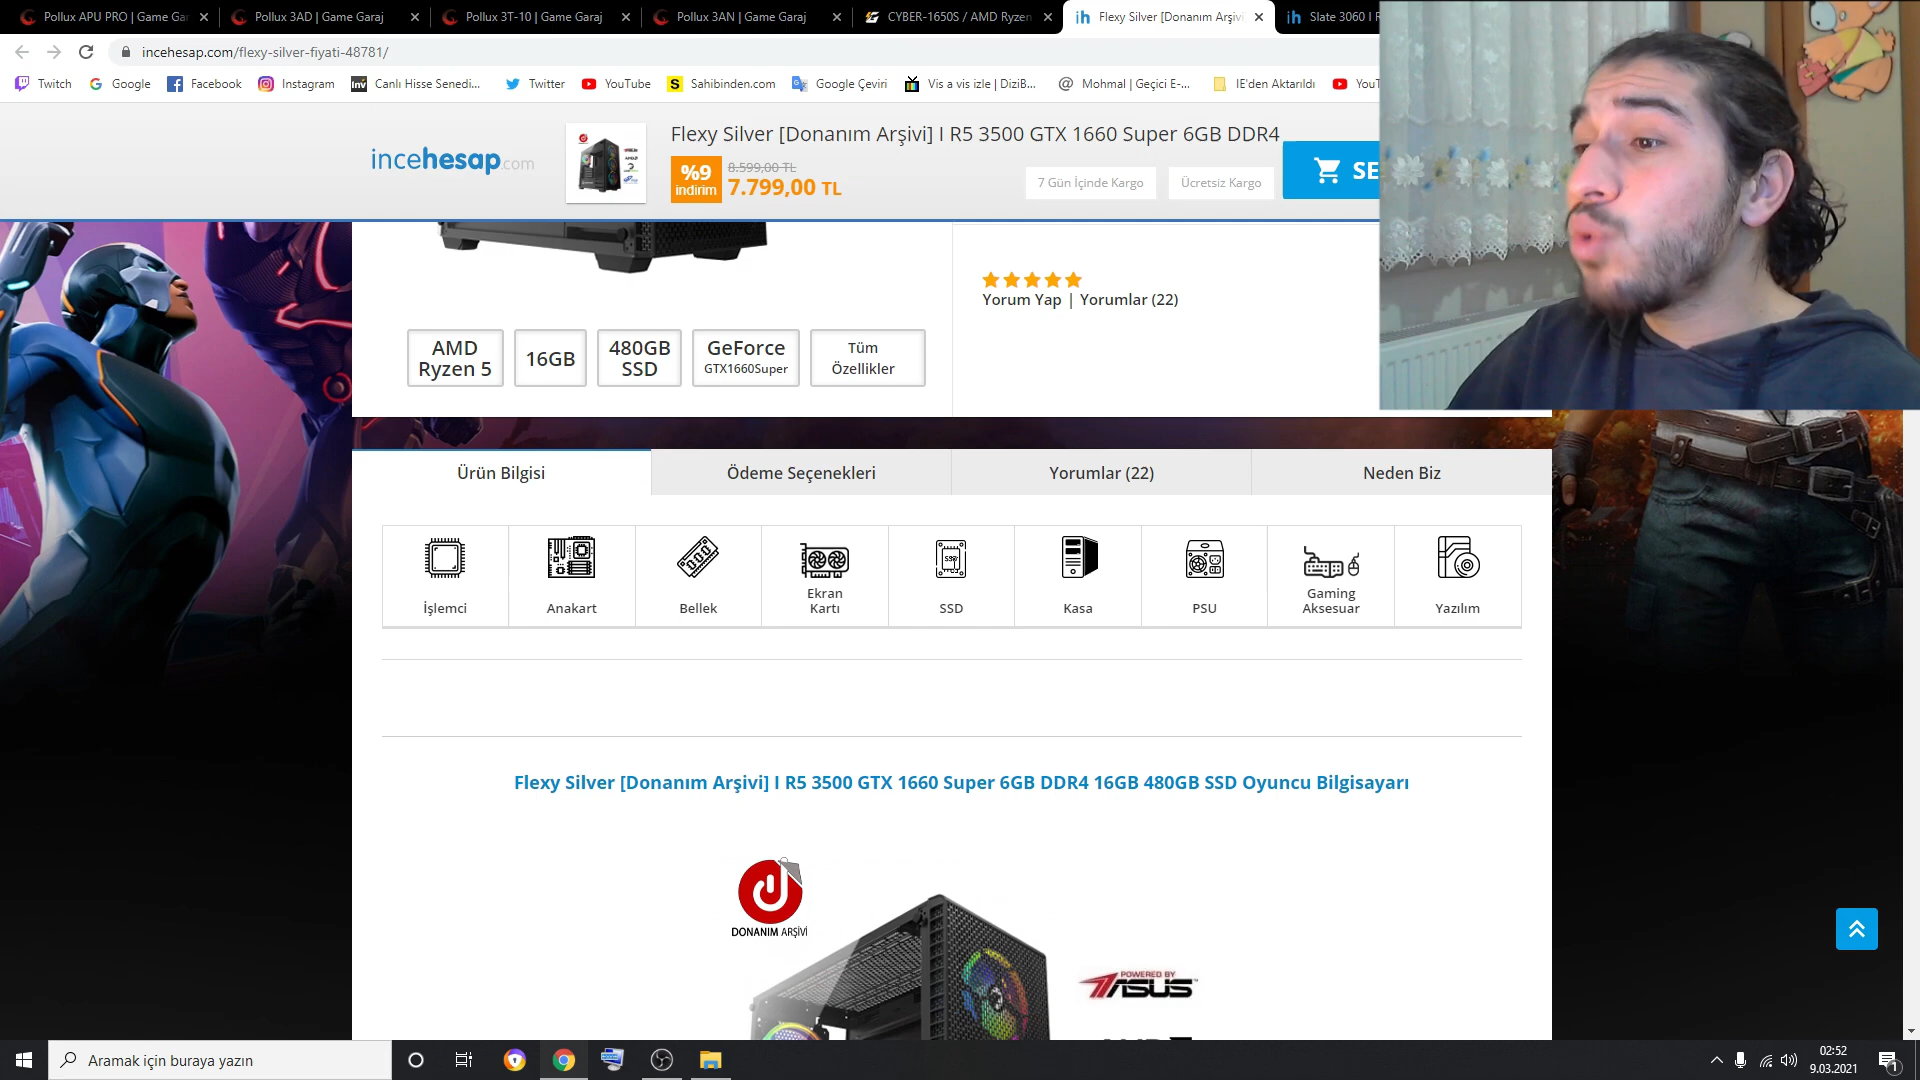 Pollux APU PRO | Game Gar
Pollux 3AD | Game Garaj
Pollux 3T-10 | Game Garaj
Pollux 3AN | Game Garaj
CYBER-1650S / AMD Ryzen
Flexy Silver [Donanım Arşivi
Slate 3060 I R
incehesap.com/flexy-silver-fiyati-48781/
Twitch
Google
Facebook
Instagram
Inv Canlı Hisse Senedi...
Twitter
YouTube
S Sahibinden.com
Google Çeviri
Vis a vis izle | DiziB...
Mohmal | Geçici E-...
IE'den Aktarıldı
YouT
incehesap.com
Flexy Silver [Donanım Arşivi] I R5 3500 GTX 1660 Super 6GB DDR4
%9
indirim
8.599,00 TL
7.799,00 TL
7 Gün İçinde Kargo
Ücretsiz Kargo
SE
Yorum Yap | Yorumlar (22)
AMD
Ryzen 5
16GB
480GB
SSD
GeForce
GTX1660Super
Tüm
Özellikler
Ürün Bilgisi
Ödeme Seçenekleri
Yorumlar (22)
Neden Biz
İşlemci
Anakart
Bellek
Ekran
Kartı
SSD
Kasa
PSU
Gaming
Aksesuar
Yazılım
Flexy Silver [Donanım Arşivi] I R5 3500 GTX 1660 Super 6GB DDR4 16GB 480GB SSD Oyuncu Bilgisayarı
DONANIM ARŞİVİ
POWERED BY
ASUS
Aramak için buraya yazın
02:52
9.03.2021
1